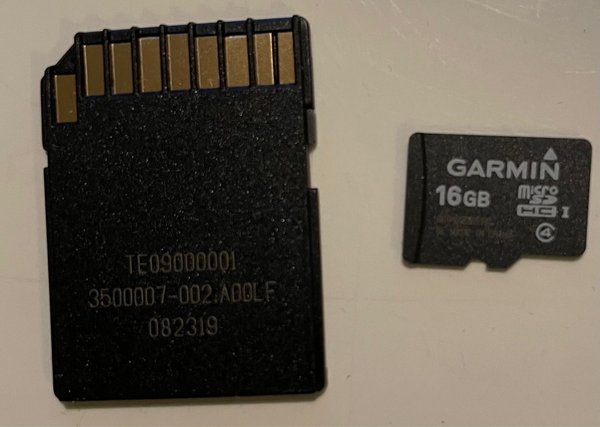 TE09000001
3500007-002.A00LF
082319
GARMIN
16GB
micro
SD
HC I
4